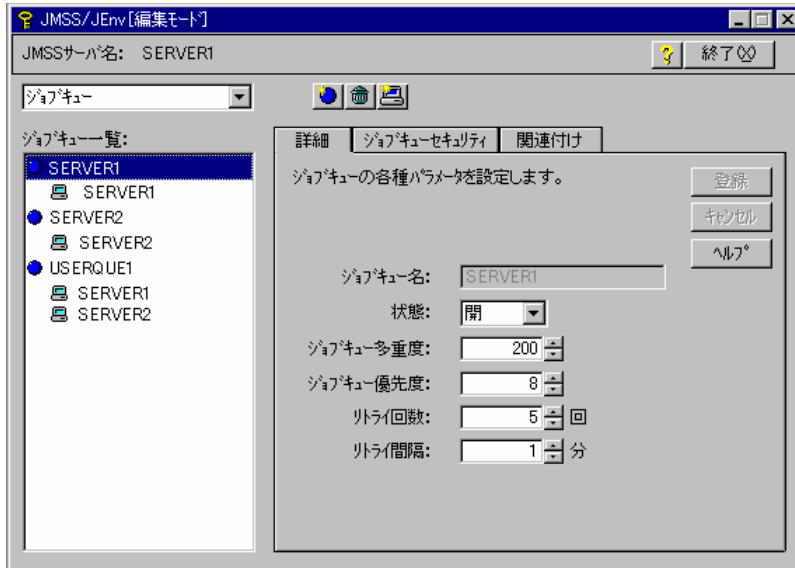 JMSS/JEnv[編集モード]
JMSSサーバ名: SERVER1
終了(X)
ジョブキュー
ジョブキュー一覧:
SERVER1
SERVER1
SERVER2
SERVER2
USERQUE1
SERVER1
SERVER2
詳細 ジョブキューセキュリティ 関連付け
ジョブキューの各種パラメータを設定します。
登録
キャンセル
ヘルプ
ジョブキュー名: SERVER1
状態: 開
ジョブキュー多重度: 200
ジョブキュー優先度: 8
リトライ回数: 5 回
リトライ間隔: 1 分